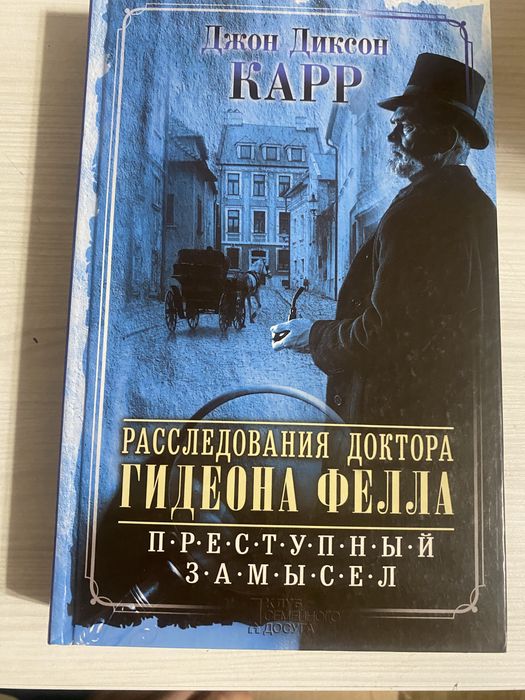 Джон Диксон
КАРР
РАССЛЕДОВАНИЯ ДОКТОРА
ГИДЕОНА ФЕЛЛА
П•Р•Е•С•Т•У•П•Н•Ы•Й
З•А•М•Ы•С•Е•Л
КЛУБ
СЕМЕЙНОГО
ДОСУГА